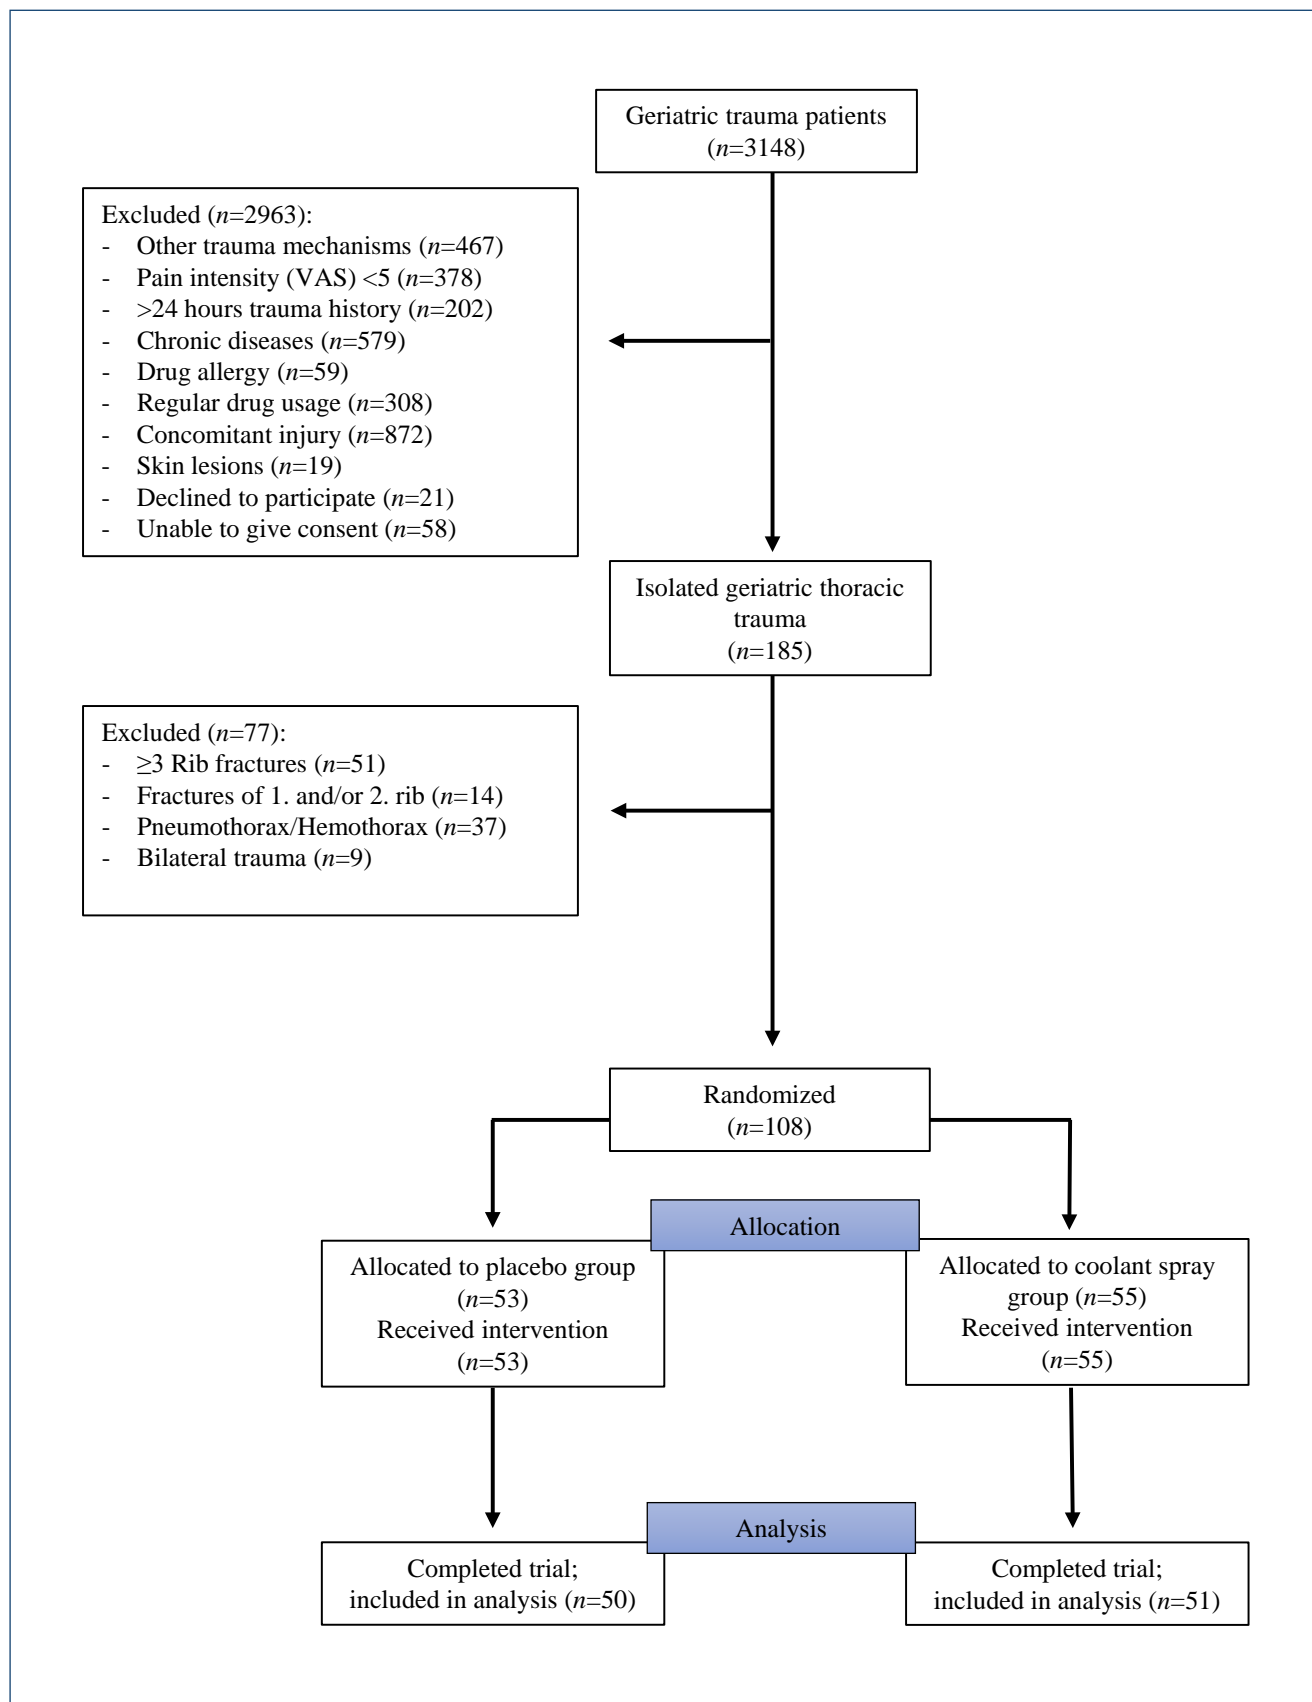 Geriatric trauma patients
(n=3148)
Excluded (n=2963):
- Other trauma mechanisms (n=467)
- Pain intensity (VAS) <5 (n=378)
- >24 hours trauma history (n=202)
- Chronic diseases (n=579)
- Drug allergy (n=59)
- Regular drug usage (n=308)
- Concomitant injury (n=872)
- Skin lesions (n=19)
- Declined to participate (n=21)
- Unable to give consent (n=58)
Isolated geriatric thoracic
trauma
(n=185)
Excluded (n=77):
- ≥3 Rib fractures (n=51)
- Fractures of 1. and/or 2. rib (n=14)
- Pneumothorax/Hemothorax (n=37)
- Bilateral trauma (n=9)
Randomized
(n=108)
Allocation
Allocated to placebo group
(n=53)
Received intervention
(n=53)
Allocated to coolant spray
group (n=55)
Received intervention
(n=55)
Analysis
Completed trial;
included in analysis (n=50)
Completed trial;
included in analysis (n=51)